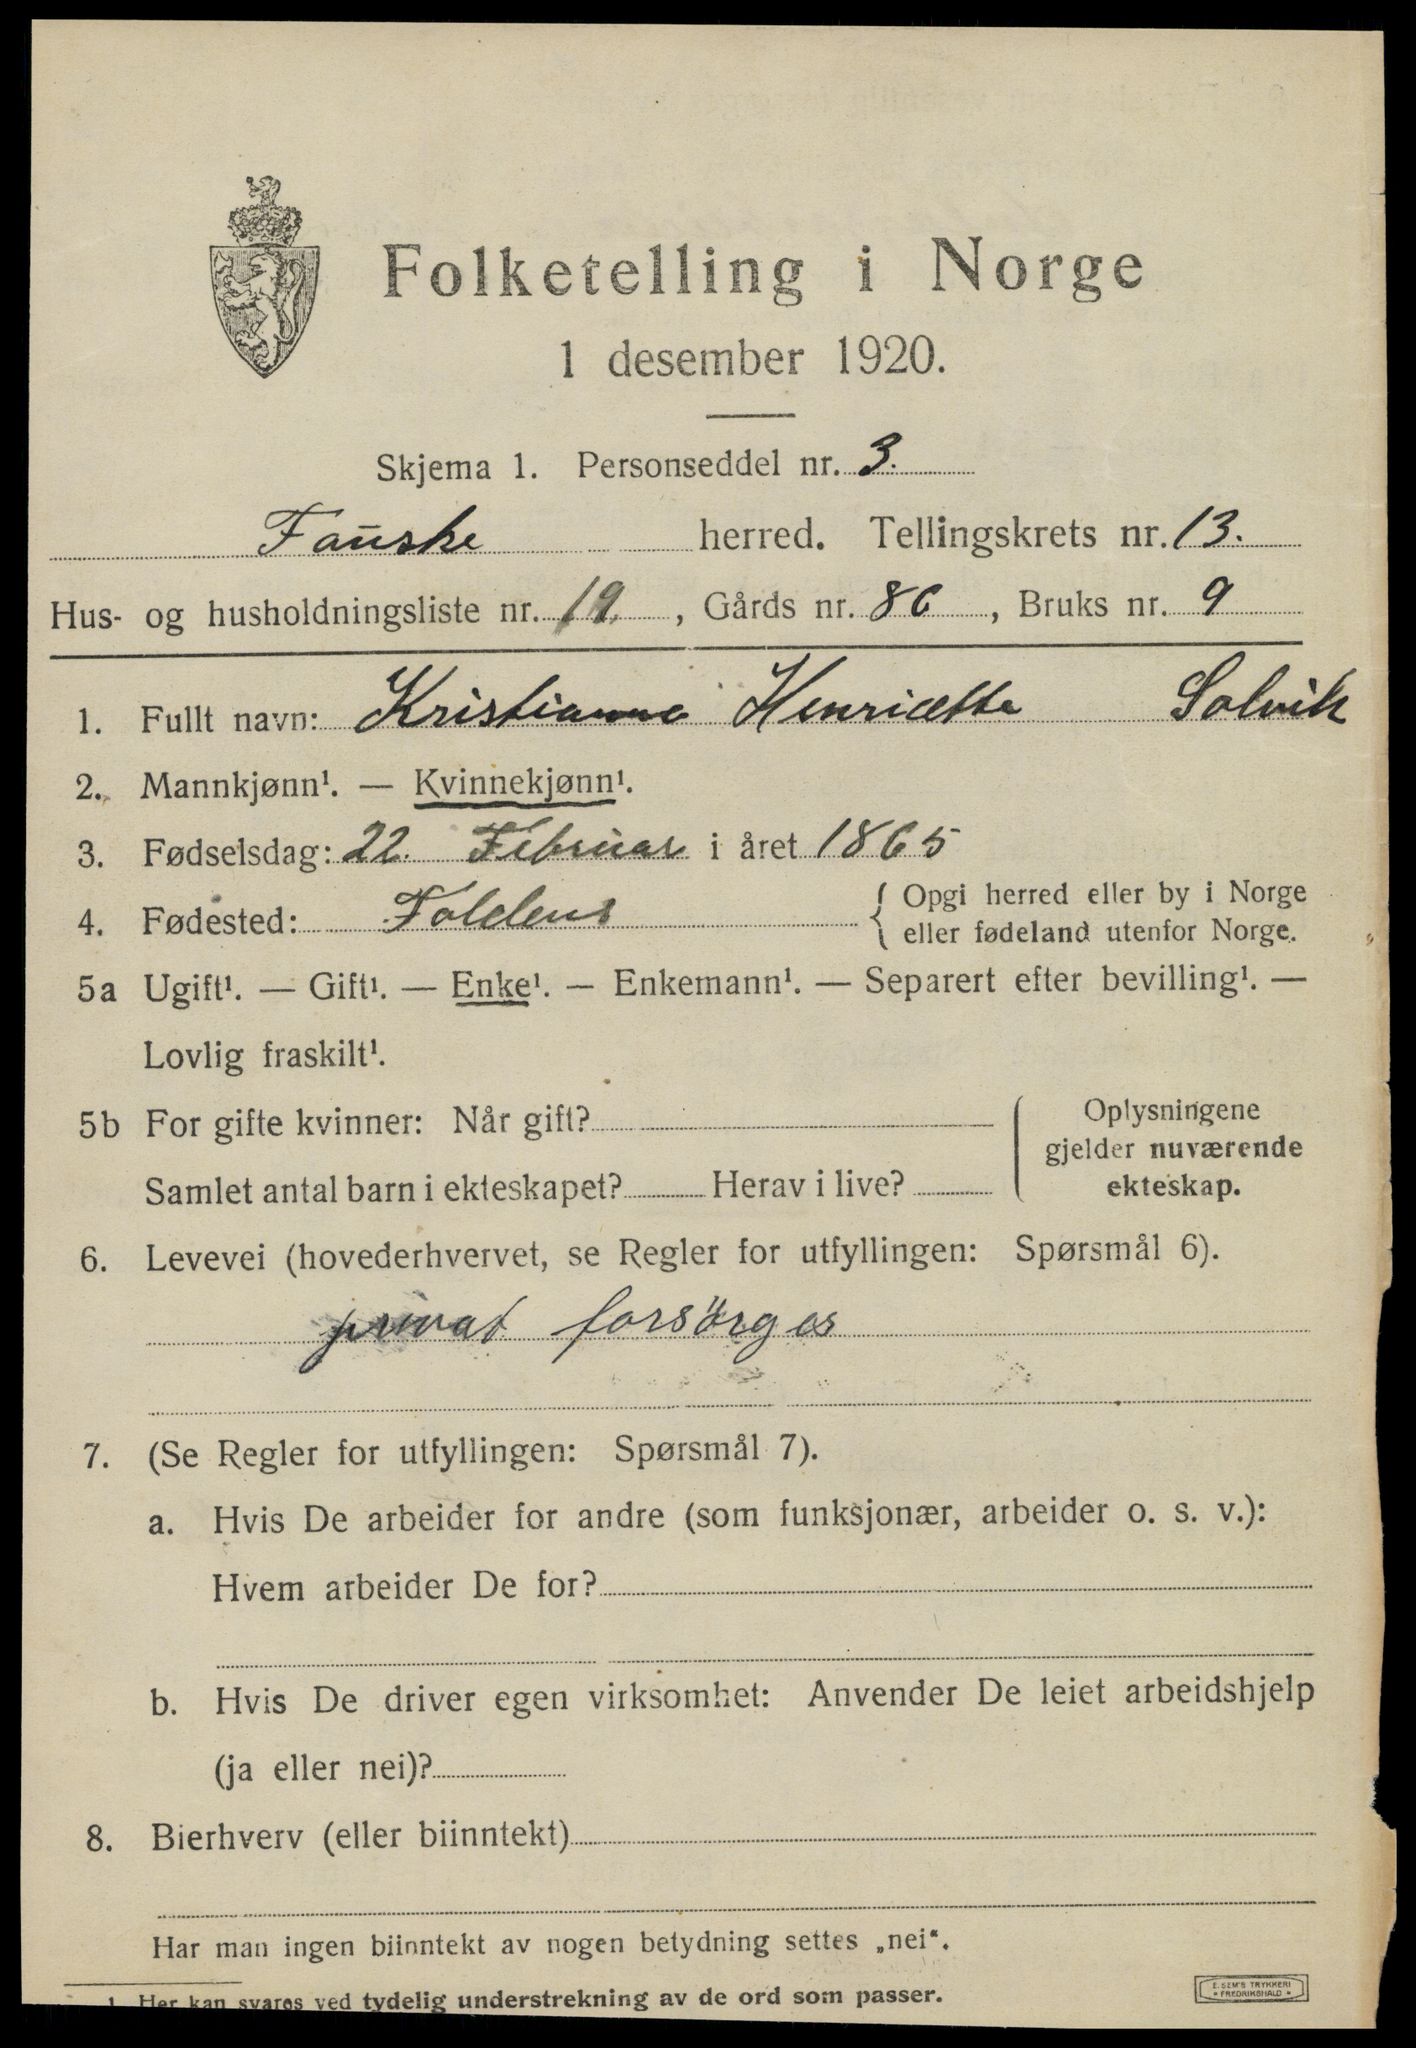 Folketelling i Norge
1 desember 1920.
Skjema 1. Personseddel nr. 3.
Fauske herred. Tellingskrets nr. 13.
Hus- og husholdningsliste nr. 19. , Gårds nr. 86 , Bruks nr. 9
1. Fullt navn: Kristianna Henriette Solvik
2. Mannkjønn¹. — Kvinnekjønn¹.
3. Fødselsdag: 22. Februar i året 1865
4. Fødested: Foldens { Opgi herred eller by i Norge
eller fødeland utenfor Norge.
5a Ugift¹. — Gift¹. — Enke¹. — Enkemann¹. — Separert efter bevilling¹. —
Lovlig fraskilt¹.
5b For gifte kvinner: Når gift?
Samlet antal barn i ekteskapet? Herav i live?
Oplysningene
gjelder nuværende
ekteskap.
6. Levevei (hovederhvervet, se Regler for utfyllingen: Spørsmål 6).
privat forsörges
7. (Se Regler for utfyllingen: Spørsmål 7).
a. Hvis De arbeider for andre (som funksjonær, arbeider o. s. v.):
Hvem arbeider De for?
b. Hvis De driver egen virksomhet: Anvender De leiet arbeidshjelp
(ja eller nei)?
8. Bierhverv (eller biinntekt)
Har man ingen biinntekt av nogen betydning settes „nei“.
1. Her kan svares ved tydelig understrekning av de ord som passer.
E. SEM'S TRYKKERI
• FREDRIKSHALD •